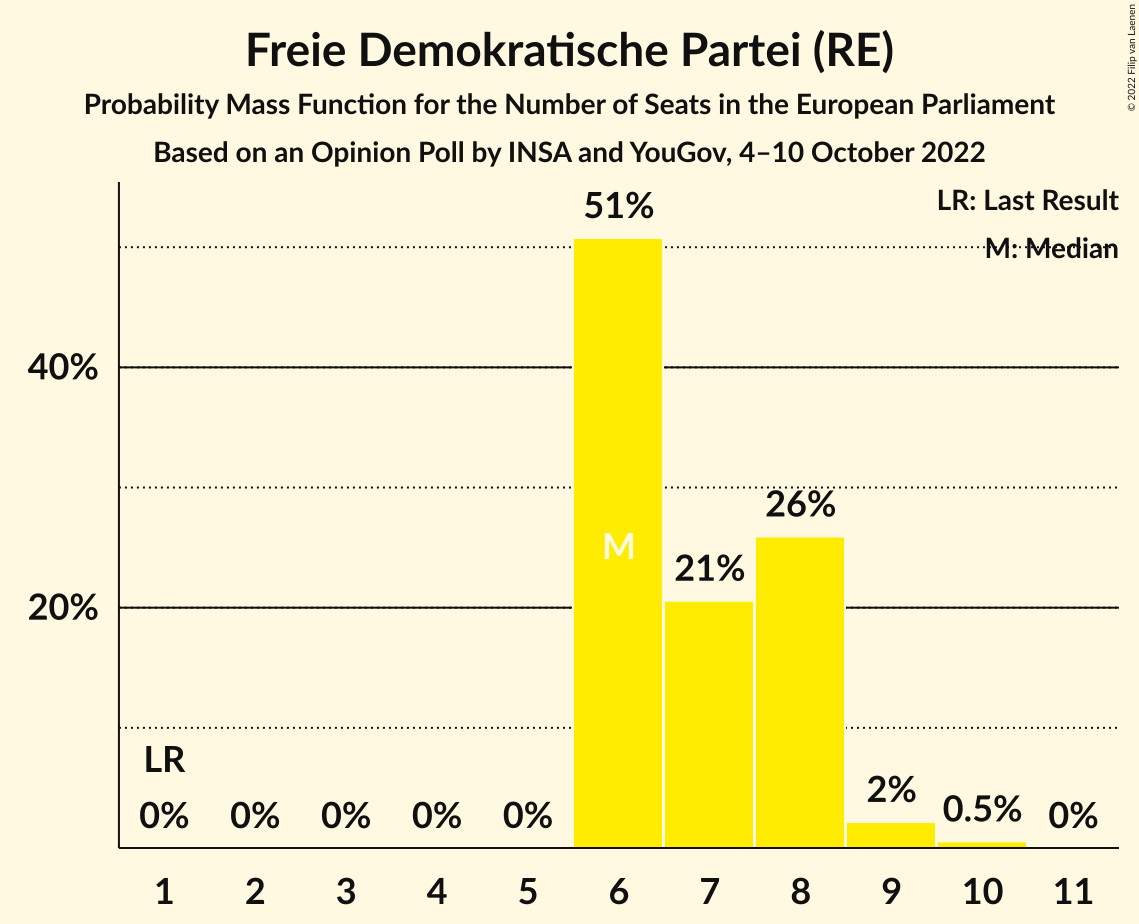 Freie Demokratische Partei (RE)
Probability Mass Function for the Number of Seats in the European Parliament
Based on an Opinion Poll by INSA and YouGov, 4–10 October 2022
© 2022 Filip van Laenen
LR: Last Result
M: Median
51%
40%
26%
M
21%
20%
LR
0% 0% 0% 0% 0% 2% 0.5% 0%
1 2 3 4 5 6 7 8 9 10 11